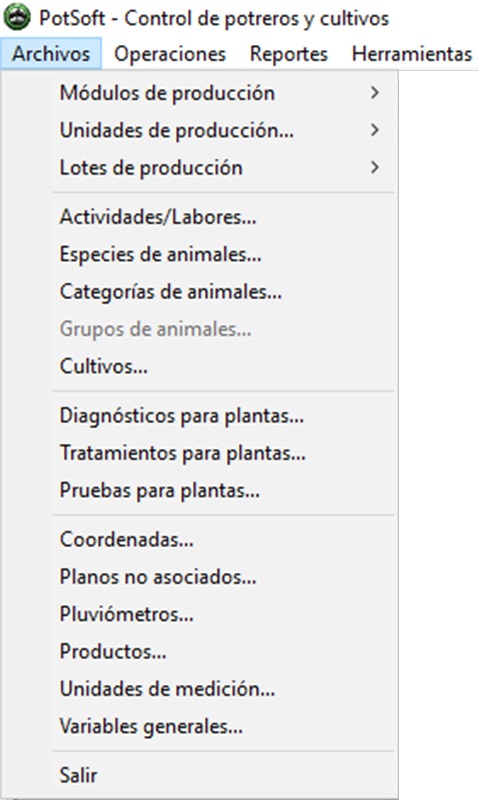 PotSoft - Control de potreros y cultivos
Archivos Operaciones Reportes Herramientas
Módulos de producción
Unidades de producción...
Lotes de producción
Actividades/Labores...
Especies de animales...
Categorías de animales...
Grupos de animales...
Cultivos...
Diagnósticos para plantas...
Tratamientos para plantas...
Pruebas para plantas...
Coordenadas...
Planos no asociados...
Pluviómetros...
Productos...
Unidades de medición...
Variables generales...
Salir